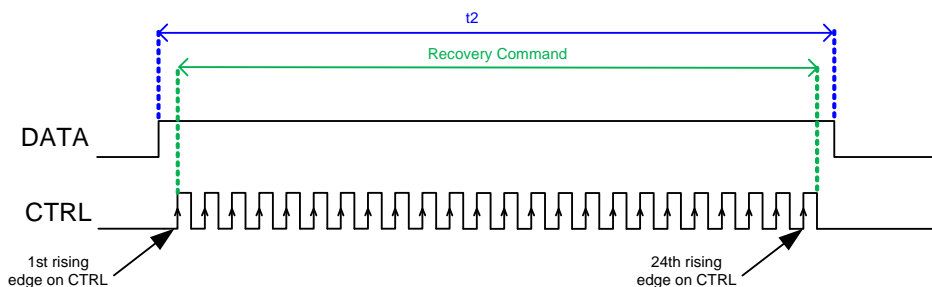 t2
Recovery Command
DATA
CTRL
1st rising
edge on CTRL
24th rising
edge on CTRL